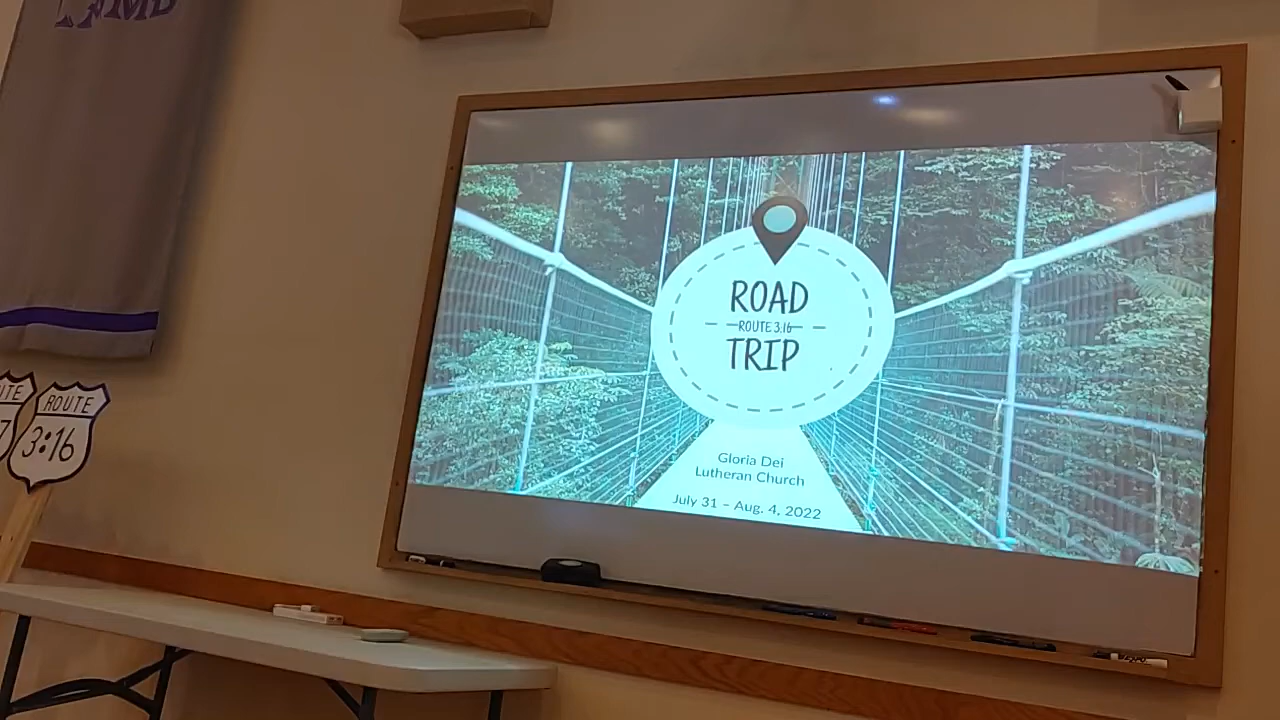 ROUTE
3:16
ROAD
ROUTE 3:16
TRIP
Gloria Dei
Lutheran Church
July 31 – Aug. 4, 2022